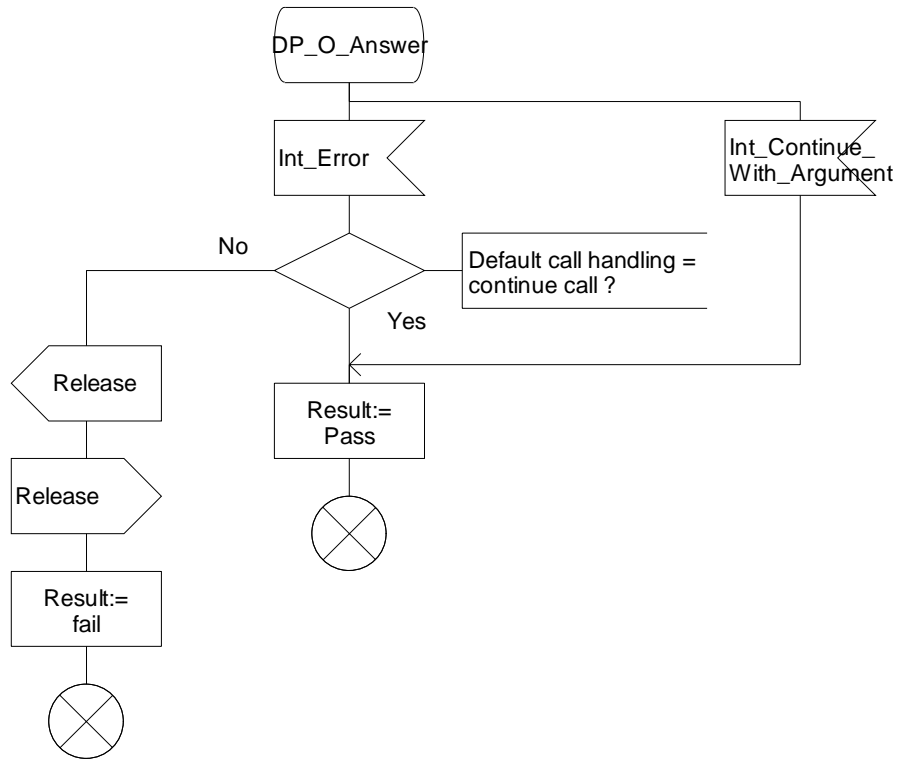 DP_O_Answer
Int_Error
Int_Continue_
With_Argument
No
Default call handling =
continue call ?
Yes
Release
Result:=
Pass
Release
Result:=
fail